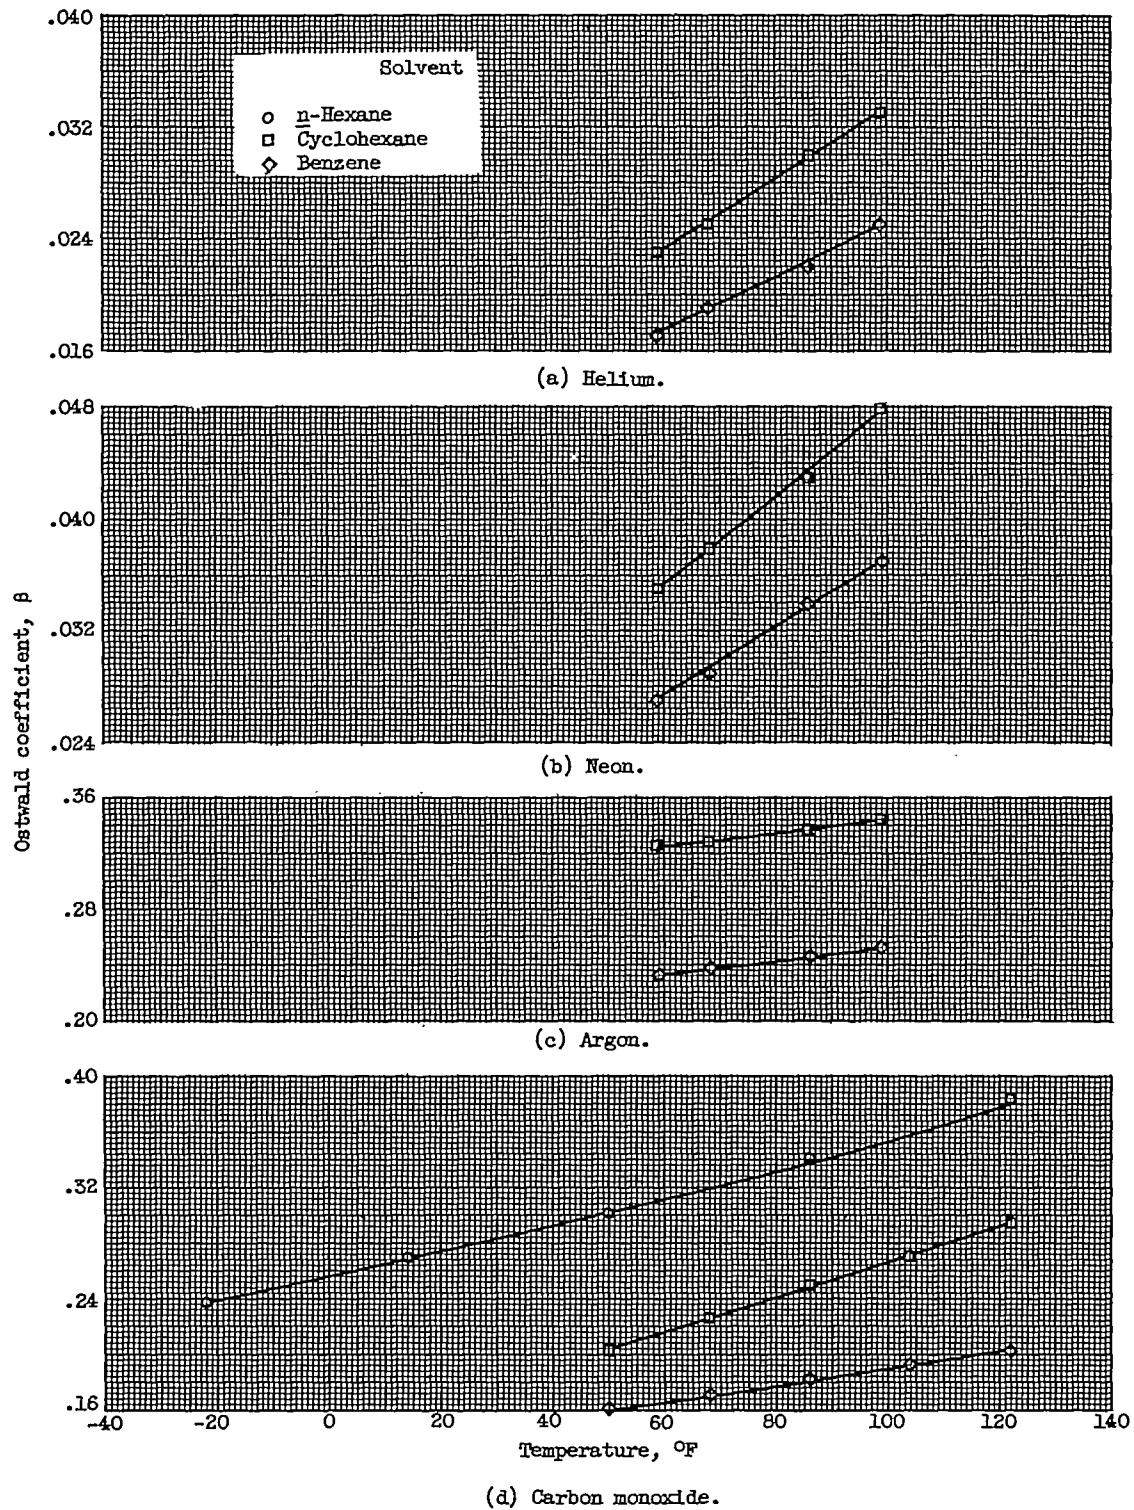 .040
Solvent
n-Hexane
Cyclohexane
Benzene
.032
.024
.016
(a) Helium.
.048
.040
.032
.024
(b) Neon.
Ostwald coefficient, β
.36
.28
.20
(c) Argon.
.40
.32
.24
.16
-40 -20 0 20 40 60 80 100 120 140
Temperature, °F
(d) Carbon monoxide.